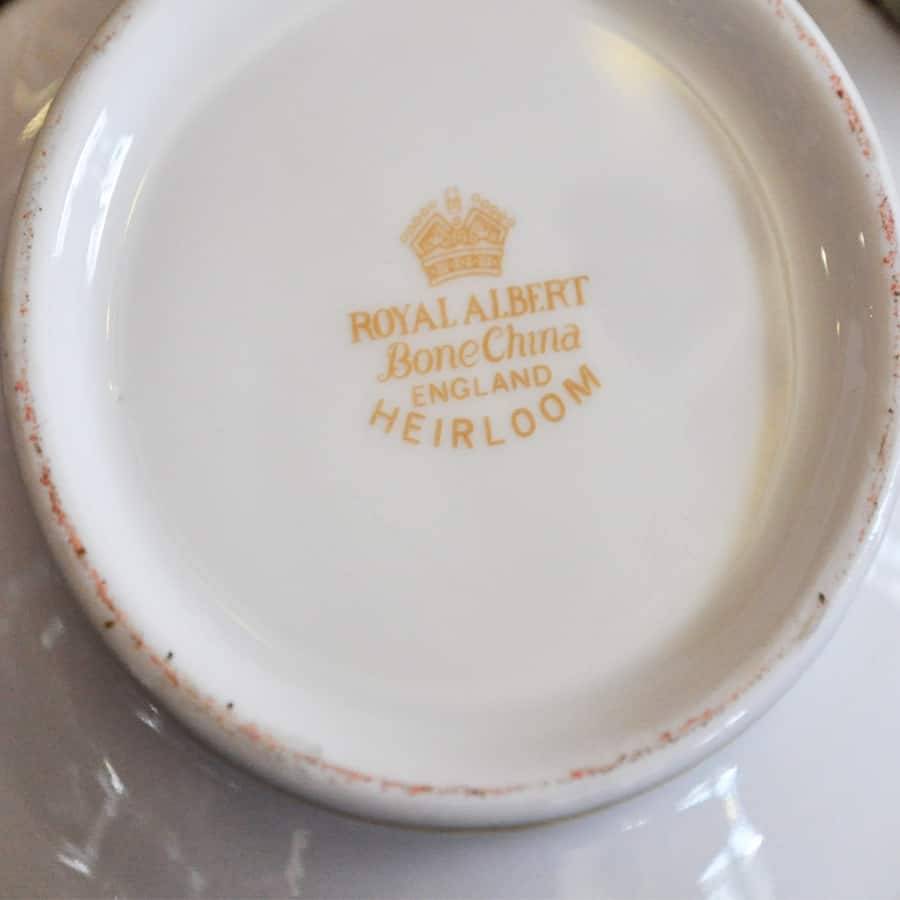 ROYAL ALBERT
Bone China
ENGLAND
HEIRLOOM